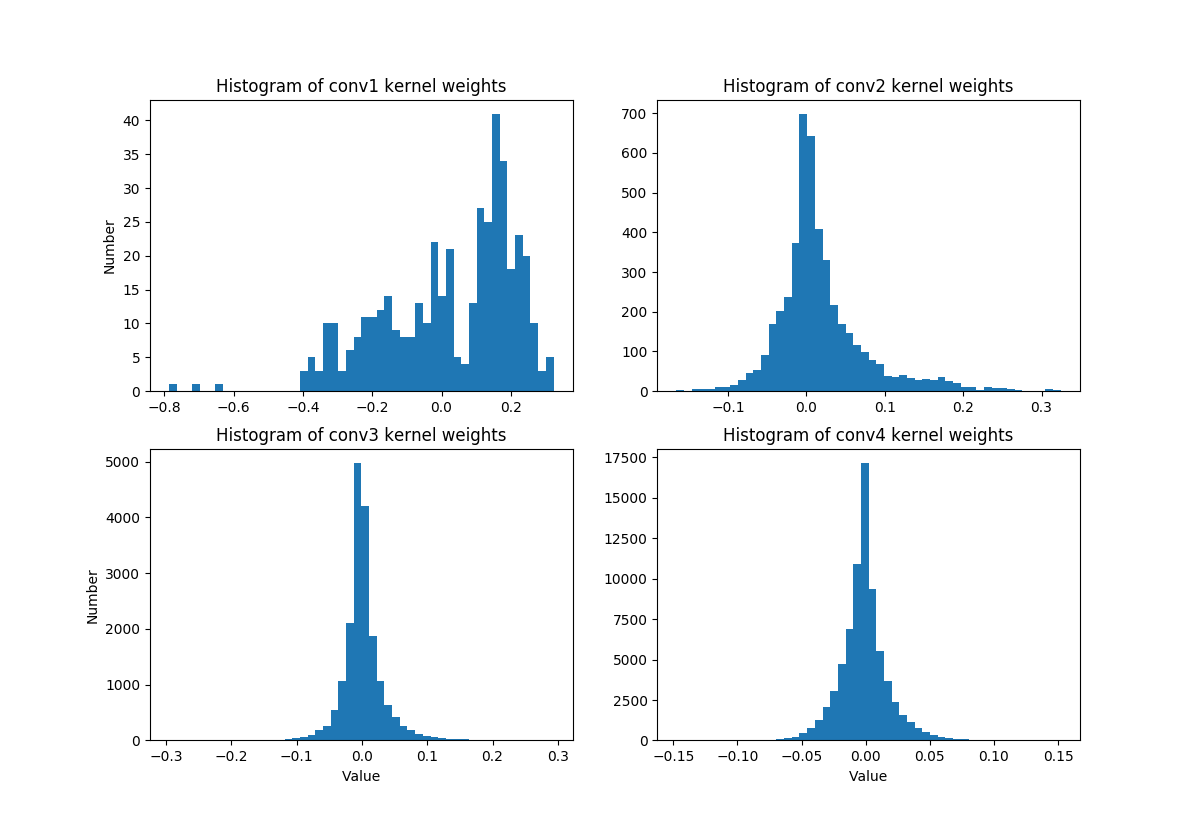 Histogram of conv1 kernel weights
Number
40
35
30
25
20
15
10
5
0
−0.8 −0.6 −0.4 −0.2 0.0 0.2
Histogram of conv2 kernel weights
700
600
500
400
300
200
100
0
−0.1 0.0 0.1 0.2 0.3
Histogram of conv3 kernel weights
Number
5000
4000
3000
2000
1000
0
−0.3 −0.2 −0.1 0.0 0.1 0.2 0.3
Value
Histogram of conv4 kernel weights
17500
15000
12500
10000
7500
5000
2500
0
−0.15 −0.10 −0.05 0.00 0.05 0.10 0.15
Value